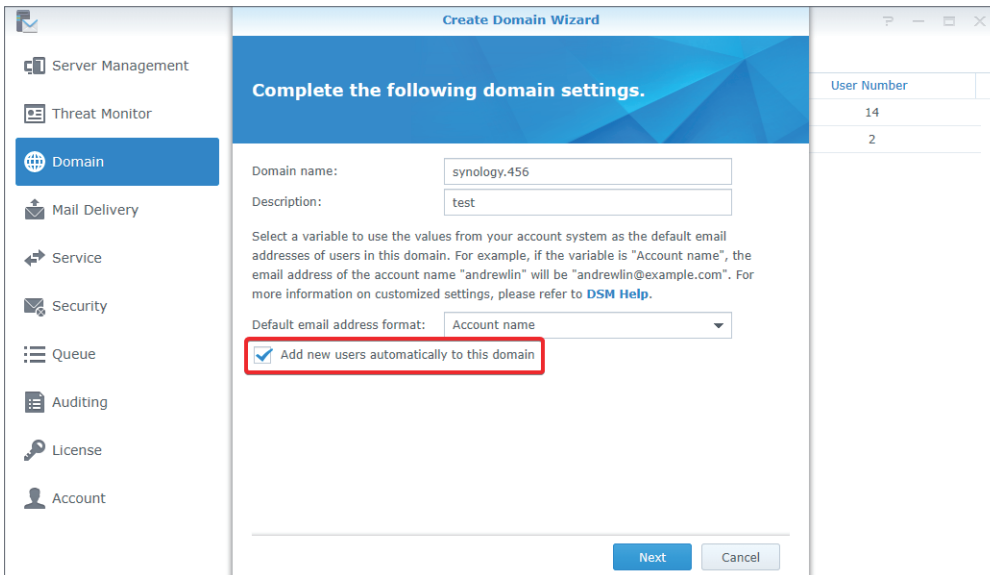 Create Domain Wizard
Server Management
Threat Monitor
Domain
Mail Delivery
Service
Security
Queue
Auditing
License
Account
Complete the following domain settings.
Domain name: synology.456
Description: test
Select a variable to use the values from your account system as the default email
addresses of users in this domain. For example, if the variable is "Account name", the
email address of the account name "andrewlin" will be "andrewlin@example.com". For
more information on customized settings, please refer to DSM Help.
Default email address format: Account name
Add new users automatically to this domain
Next Cancel
User Number
14
2